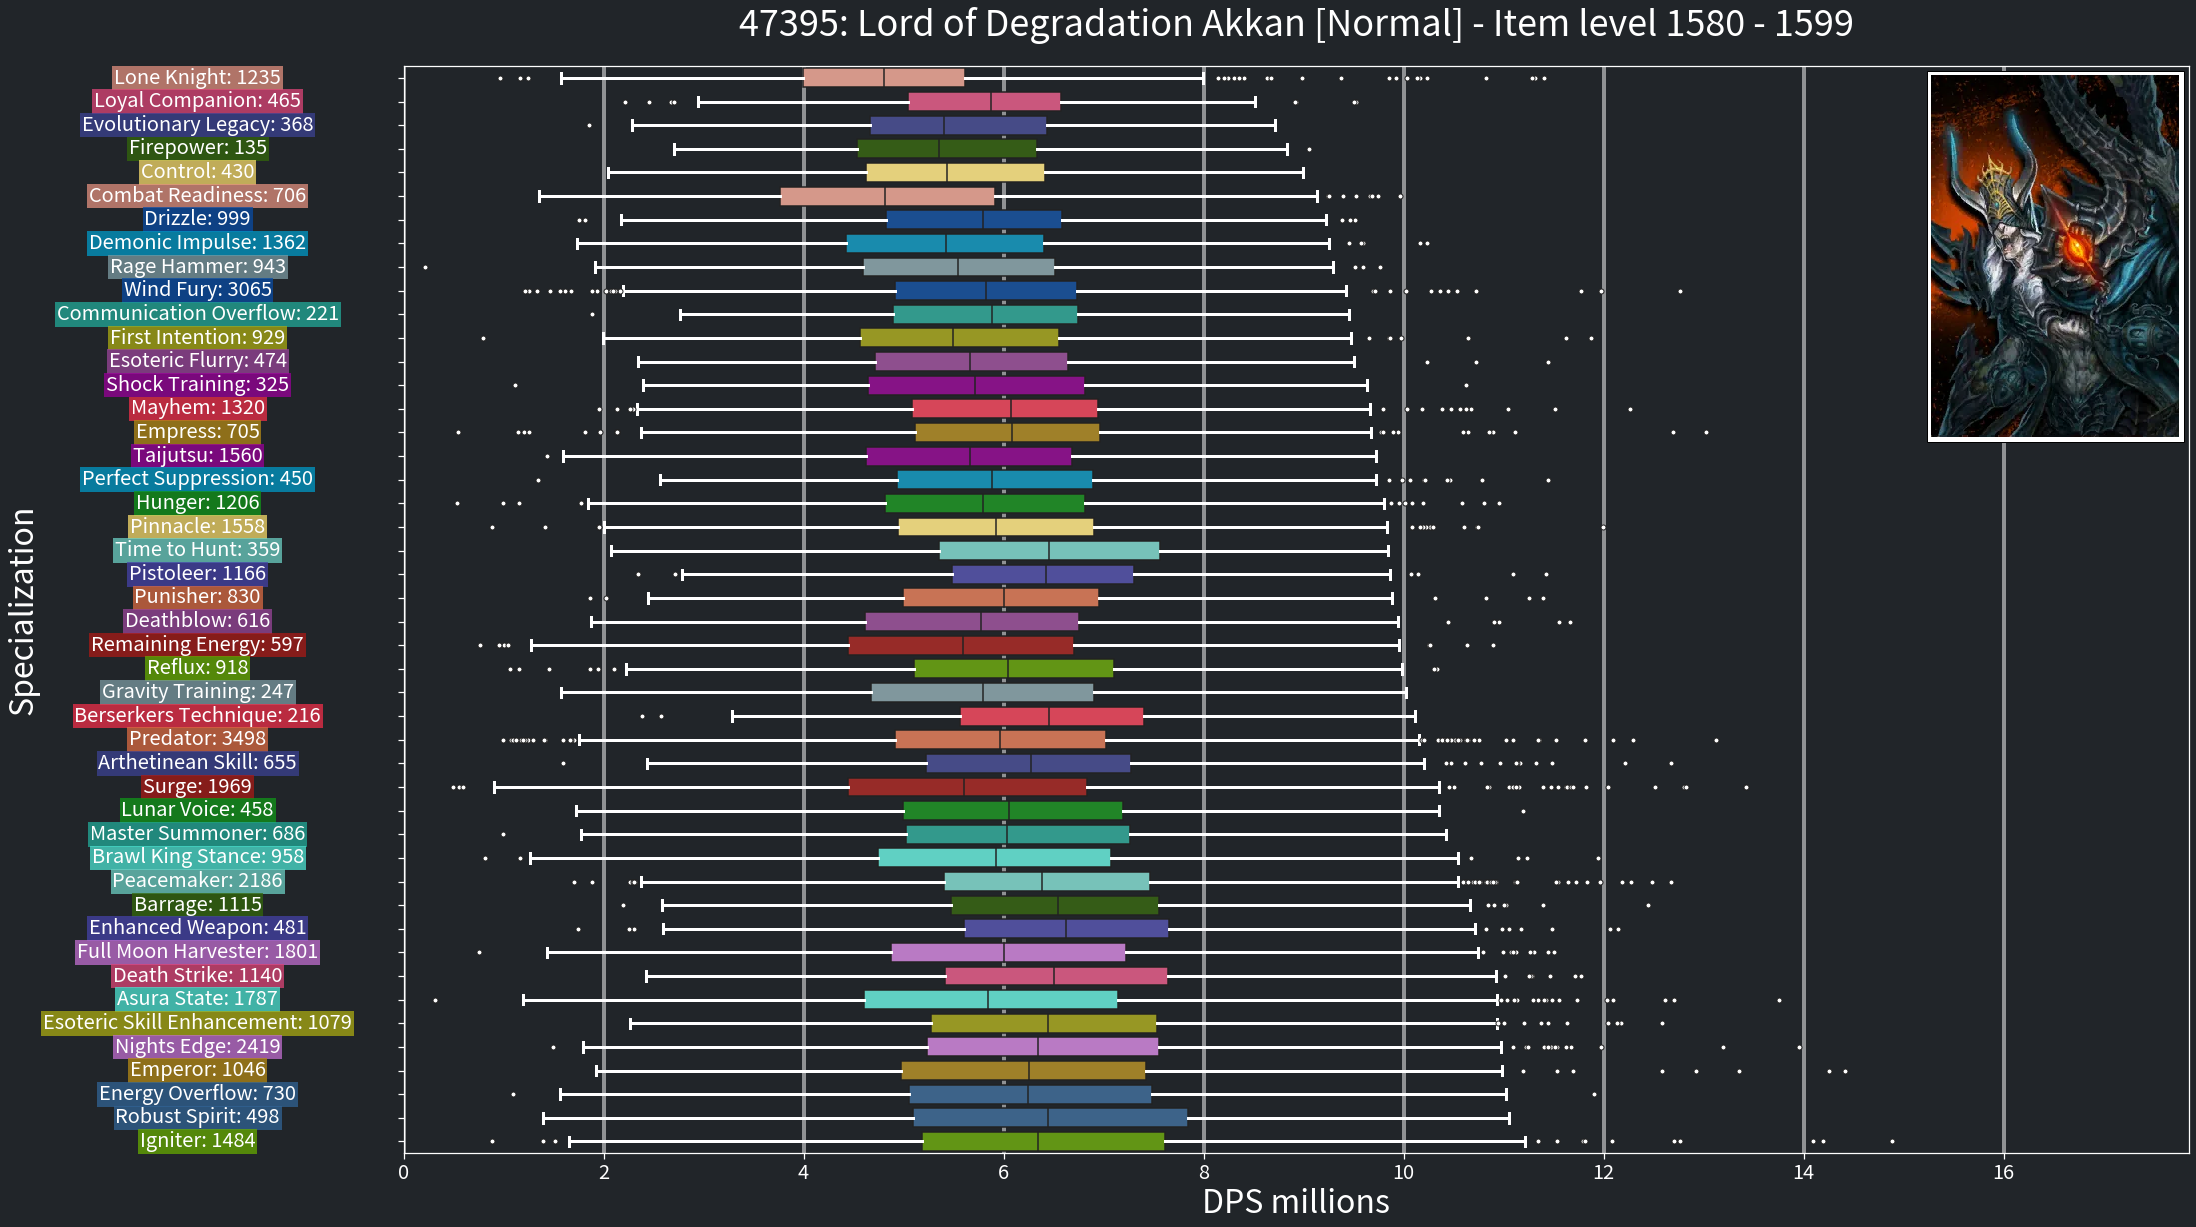 47395: Lord of Degradation Akkan [Normal] - Item level 1580 - 1599
Specialization
Lone Knight: 1235
Loyal Companion: 465
Evolutionary Legacy: 368
Firepower: 135
Control: 430
Combat Readiness: 706
Drizzle: 999
Demonic Impulse: 1362
Rage Hammer: 943
Wind Fury: 3065
Communication Overflow: 221
First Intention: 929
Esoteric Flurry: 474
Shock Training: 325
Mayhem: 1320
Empress: 705
Taijutsu: 1560
Perfect Suppression: 450
Hunger: 1206
Pinnacle: 1558
Time to Hunt: 359
Pistoleer: 1166
Punisher: 830
Deathblow: 616
Remaining Energy: 597
Reflux: 918
Gravity Training: 247
Berserkers Technique: 216
Predator: 3498
Arthetinean Skill: 655
Surge: 1969
Lunar Voice: 458
Master Summoner: 686
Brawl King Stance: 958
Peacemaker: 2186
Barrage: 1115
Enhanced Weapon: 481
Full Moon Harvester: 1801
Death Strike: 1140
Asura State: 1787
Esoteric Skill Enhancement: 1079
Nights Edge: 2419
Emperor: 1046
Energy Overflow: 730
Robust Spirit: 498
Igniter: 1484
0 2 4 6 8 10 12 14 16
DPS millions